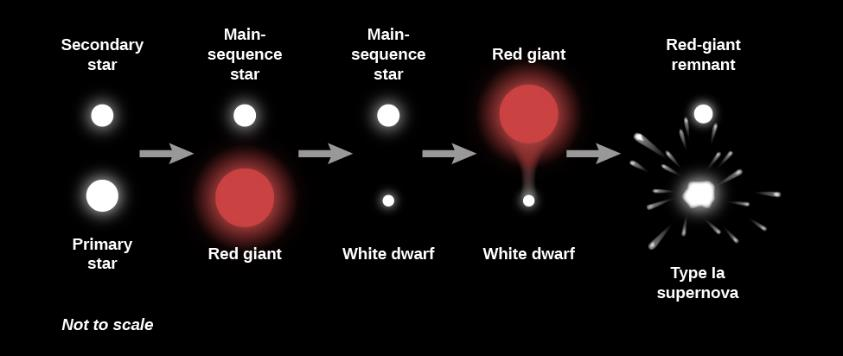 Secondary
star
Main-
sequence
star
Main-
sequence
star
Red giant
Red-giant
remnant
Primary
star
Red giant
White dwarf
White dwarf
Type Ia
supernova
Not to scale